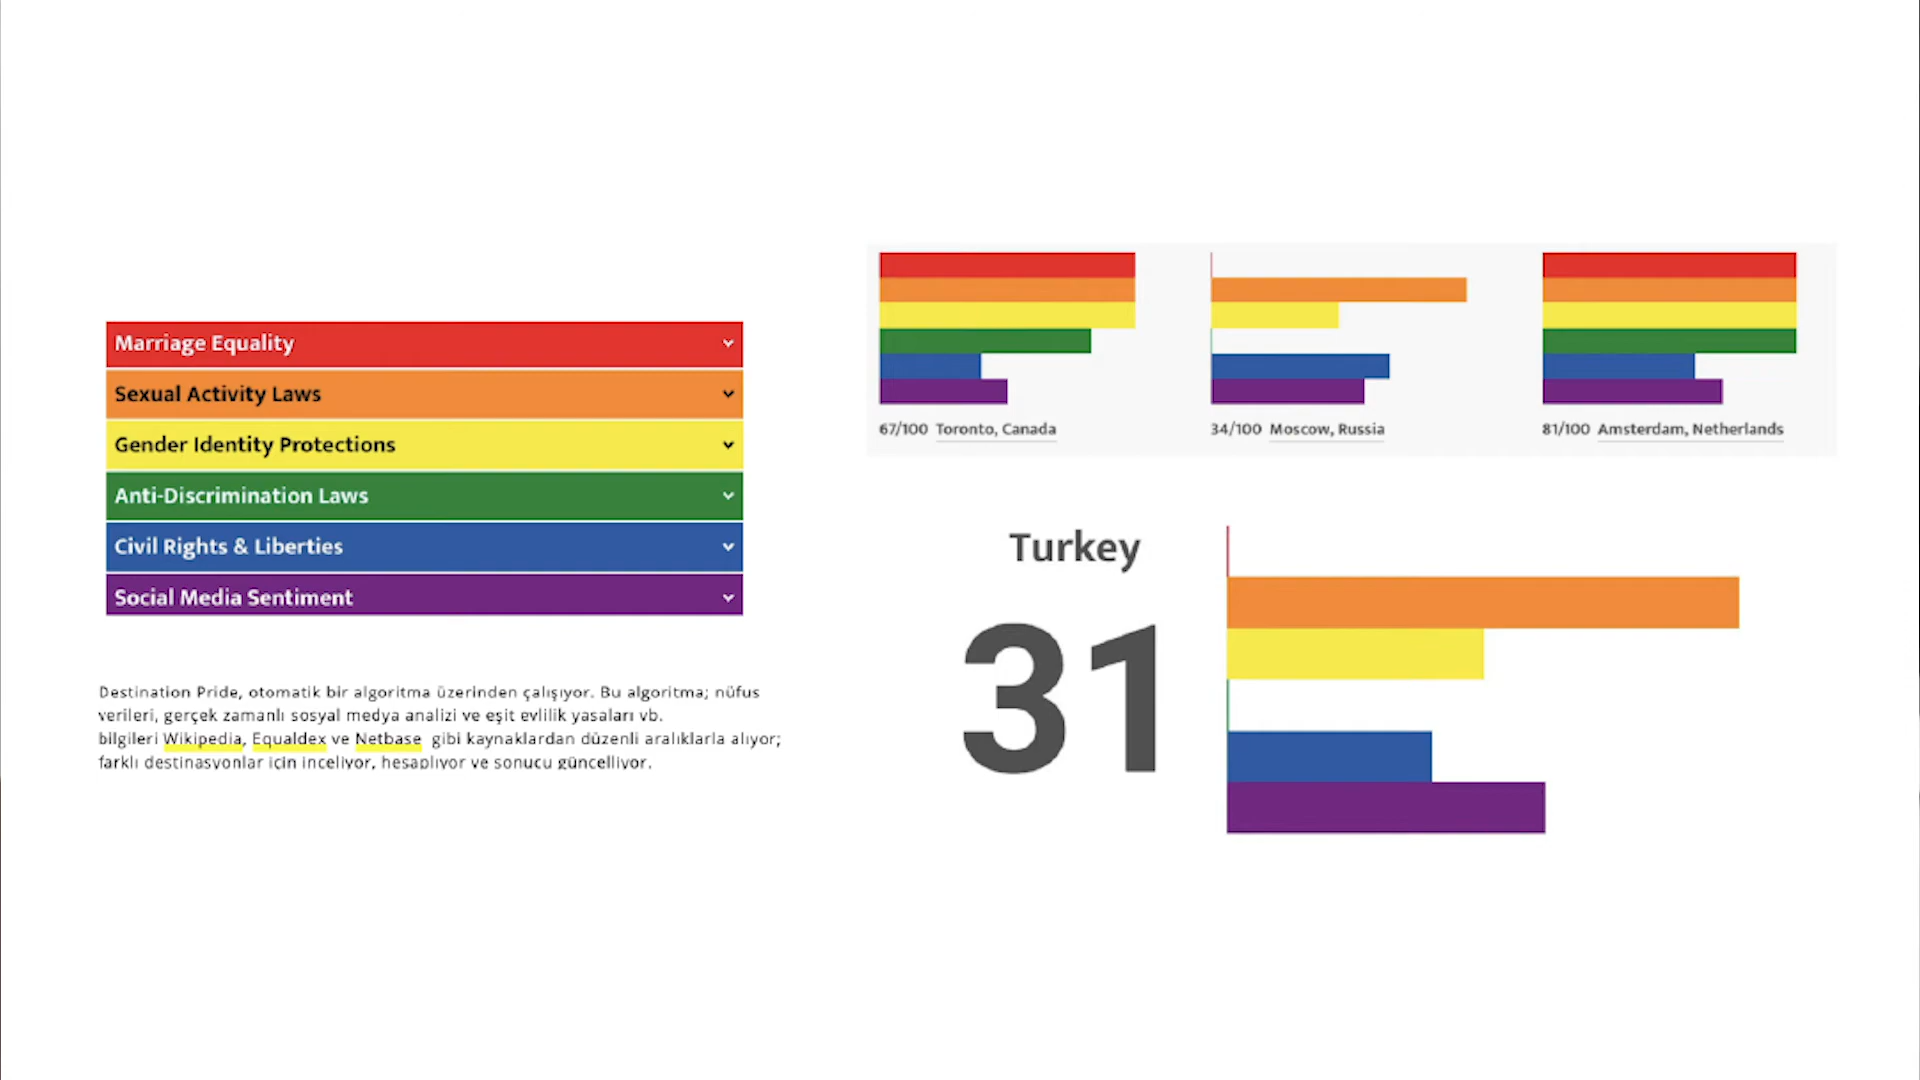 Marriage Equality
Sexual Activity Laws
Gender Identity Protections
Anti-Discrimination Laws
Civil Rights & Liberties
Social Media Sentiment
Destination Pride, otomatik bir algoritma üzerinden çalışıyor. Bu algoritma; nüfus
verileri, gerçek zamanlı sosyal medya analizi ve eşit evlilik yasaları vb.
bilgileri Wikipedia, Equaldex ve Netbase gibi kaynaklardan düzenli aralıklarla alıyor;
farklı destinasyonlar için inceliyor, hesaplıyor ve sonucu güncelliyor.
67/100 Toronto, Canada
34/100 Moscow, Russia
81/100 Amsterdam, Netherlands
Turkey
31